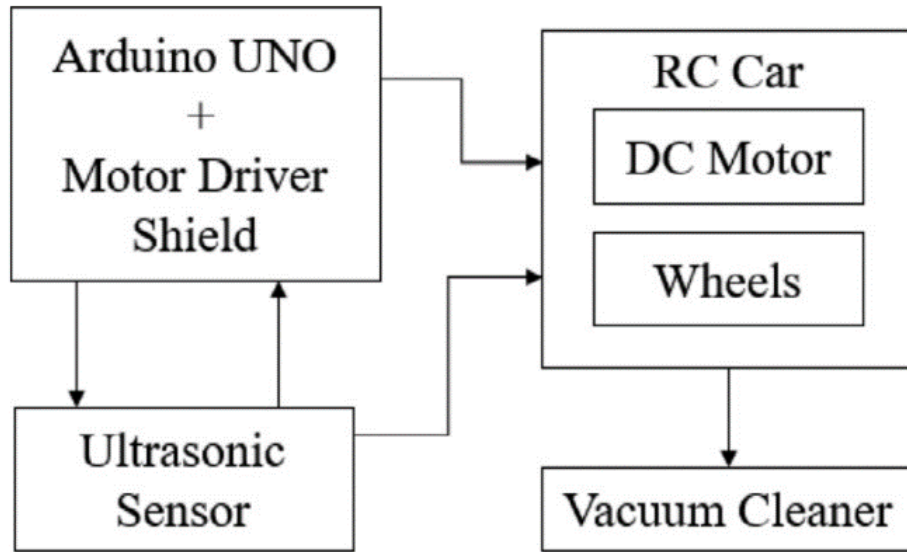 Arduino UNO
+
Motor Driver
Shield
RC Car
DC Motor
Wheels
Ultrasonic
Sensor
Vacuum Cleaner